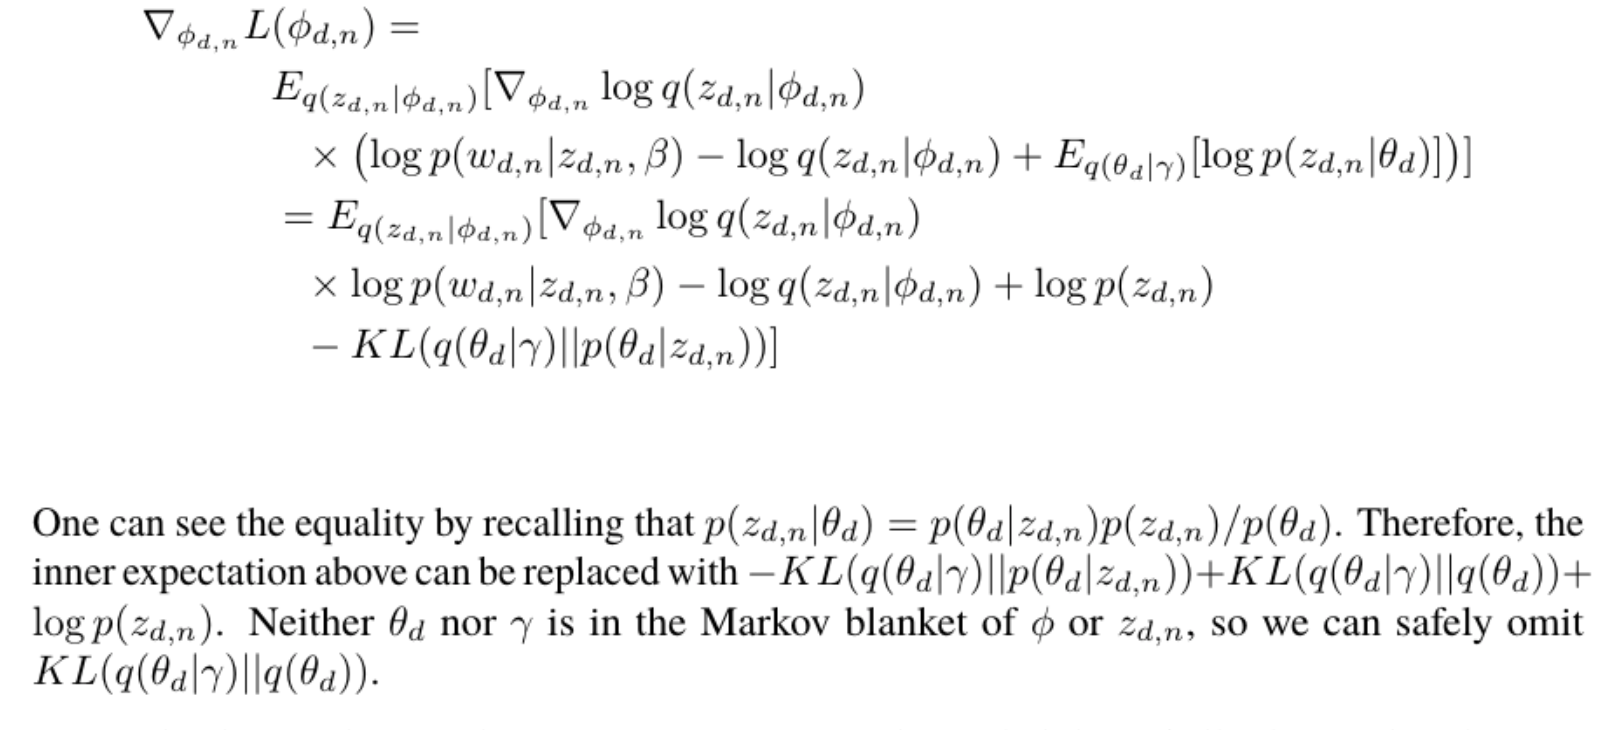 ∇_{ϕ_{d,n}} L(ϕ_{d,n}) =
E_{q(z_{d,n}|ϕ_{d,n})}[∇_{ϕ_{d,n}} log q(z_{d,n}|ϕ_{d,n})
× (log p(w_{d,n}|z_{d,n}, β) − log q(z_{d,n}|ϕ_{d,n}) + E_{q(θ_d|γ)}[log p(z_{d,n}|θ_d)])]
= E_{q(z_{d,n}|ϕ_{d,n})}[∇_{ϕ_{d,n}} log q(z_{d,n}|ϕ_{d,n})
× log p(w_{d,n}|z_{d,n}, β) − log q(z_{d,n}|ϕ_{d,n}) + log p(z_{d,n})
− KL(q(θ_d|γ)||p(θ_d|z_{d,n}))]
One can see the equality by recalling that p(z_{d,n}|θ_d) = p(θ_d|z_{d,n})p(z_{d,n})/p(θ_d). Therefore, the
inner expectation above can be replaced with −KL(q(θ_d|γ)||p(θ_d|z_{d,n}))+KL(q(θ_d|γ)||q(θ_d))+
log p(z_{d,n}). Neither θ_d nor γ is in the Markov blanket of ϕ or z_{d,n}, so we can safely omit
KL(q(θ_d|γ)||q(θ_d)).